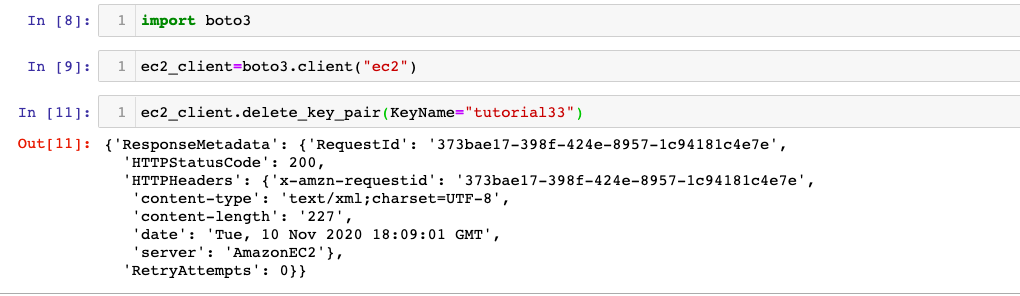 In [8]: 1 import boto3
In [9]: 1 ec2_client=boto3.client("ec2")
In [11]: 1 ec2_client.delete_key_pair(KeyName="tutorial33")
Out[11]: {'ResponseMetadata': {'RequestId': '373bae17-398f-424e-8957-1c94181c4e7e',
'HTTPStatusCode': 200,
'HTTPHeaders': {'x-amzn-requestid': '373bae17-398f-424e-8957-1c94181c4e7e',
'content-type': 'text/xml;charset=UTF-8',
'content-length': '227',
'date': 'Tue, 10 Nov 2020 18:09:01 GMT',
'server': 'AmazonEC2'},
'RetryAttempts': 0}}